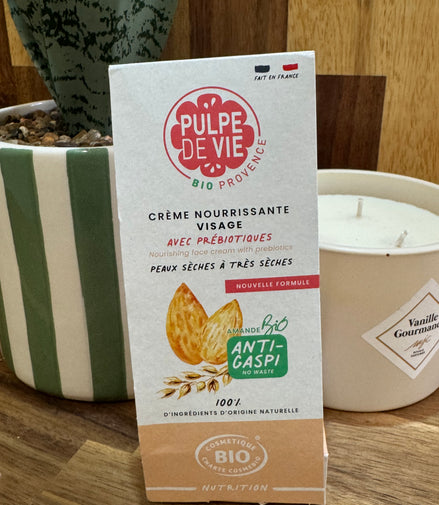 FAIT EN FRANCE
PULPE
DE VIE
BIO PROVENCE
CRÈME NOURRISSANTE
VISAGE
AVEC PRÉBIOTIQUES
Nourishing face cream with prebiotics
PEAUX SÈCHES À TRÈS SÈCHES
NOUVELLE FORMULE
AMANDE Bio
ANTI-
GASPI
NO WASTE
100%
D'INGRÉDIENTS D'ORIGINE NATURELLE
COSMETIQUE
BIO
CHARTE COSMEBIO
NUTRITION
Vanille
Gourmande